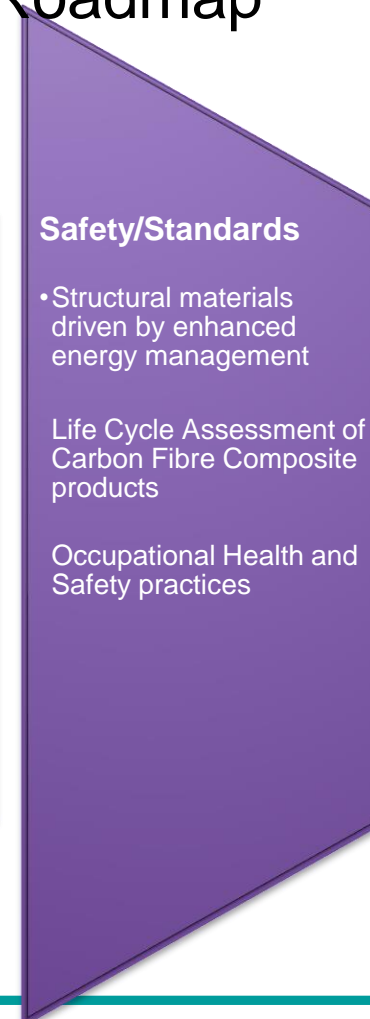 Roadmap
Safety/Standards
•Structural materials
driven by enhanced
energy management
Life Cycle Assessment of
Carbon Fibre Composite
products
Occupational Health and
Safety practices